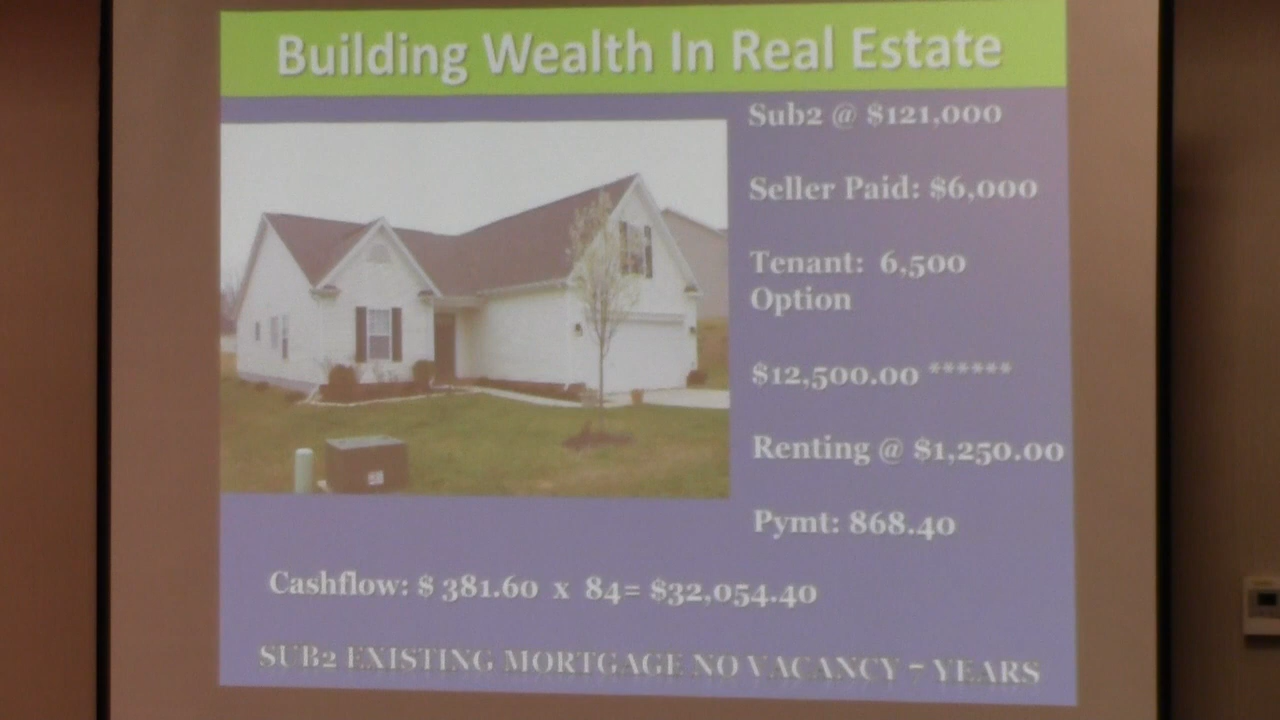 Building Wealth In Real Estate
Sub2 @ $121,000
Seller Paid: $6,000
Tenant: 6,500
Option
$12,500.00 ******
Renting @ $1,250.00
Pymt: 868.40
Cashflow: $ 381.60 x 84= $32,054.40
SUB2 EXISTING MORTGAGE NO VACANCY 7 YEARS